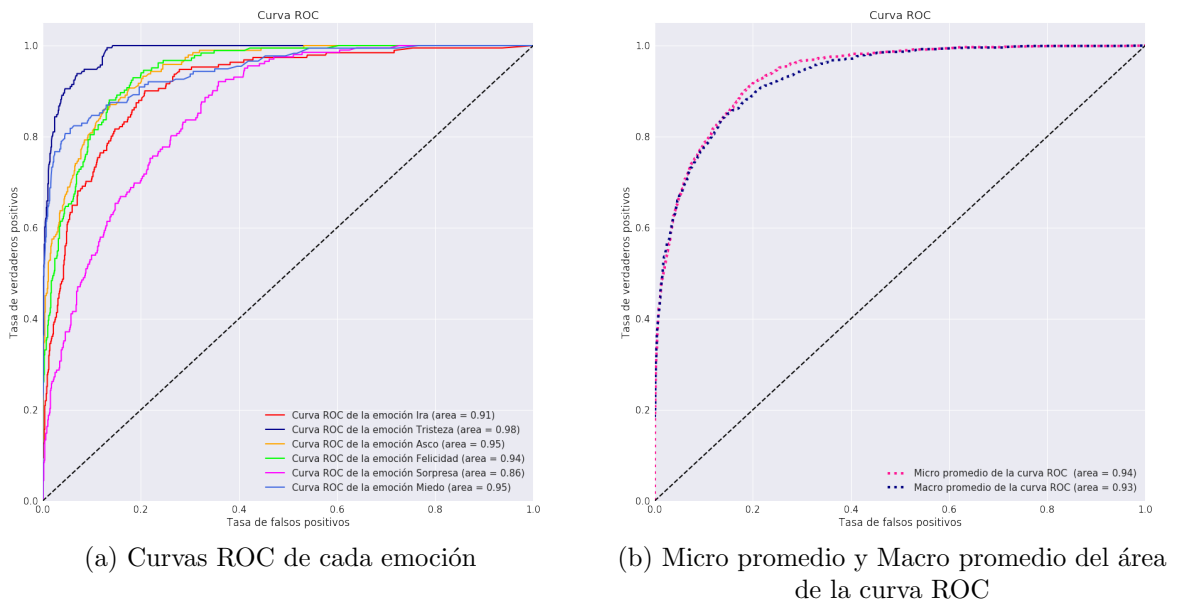 Curva ROC
1.0
0.8
0.6
0.4
0.2
0.0
Tasa de verdaderos positivos
Curva ROC de la emoción Ira (area = 0.91)
Curva ROC de la emoción Tristeza (area = 0.98)
Curva ROC de la emoción Asco (area = 0.95)
Curva ROC de la emoción Felicidad (area = 0.94)
Curva ROC de la emoción Sorpresa (area = 0.86)
Curva ROC de la emoción Miedo (area = 0.95)
0.0 0.2 0.4 0.6 0.8 1.0
Tasa de falsos positivos
(a) Curvas ROC de cada emoción
Curva ROC
1.0
0.8
0.6
0.4
0.2
0.0
Tasa de verdaderos positivos
Micro promedio de la curva ROC (area = 0.94)
Macro promedio de la curva ROC (area = 0.93)
0.0 0.2 0.4 0.6 0.8 1.0
Tasa de falsos positivos
(b) Micro promedio y Macro promedio del área
de la curva ROC